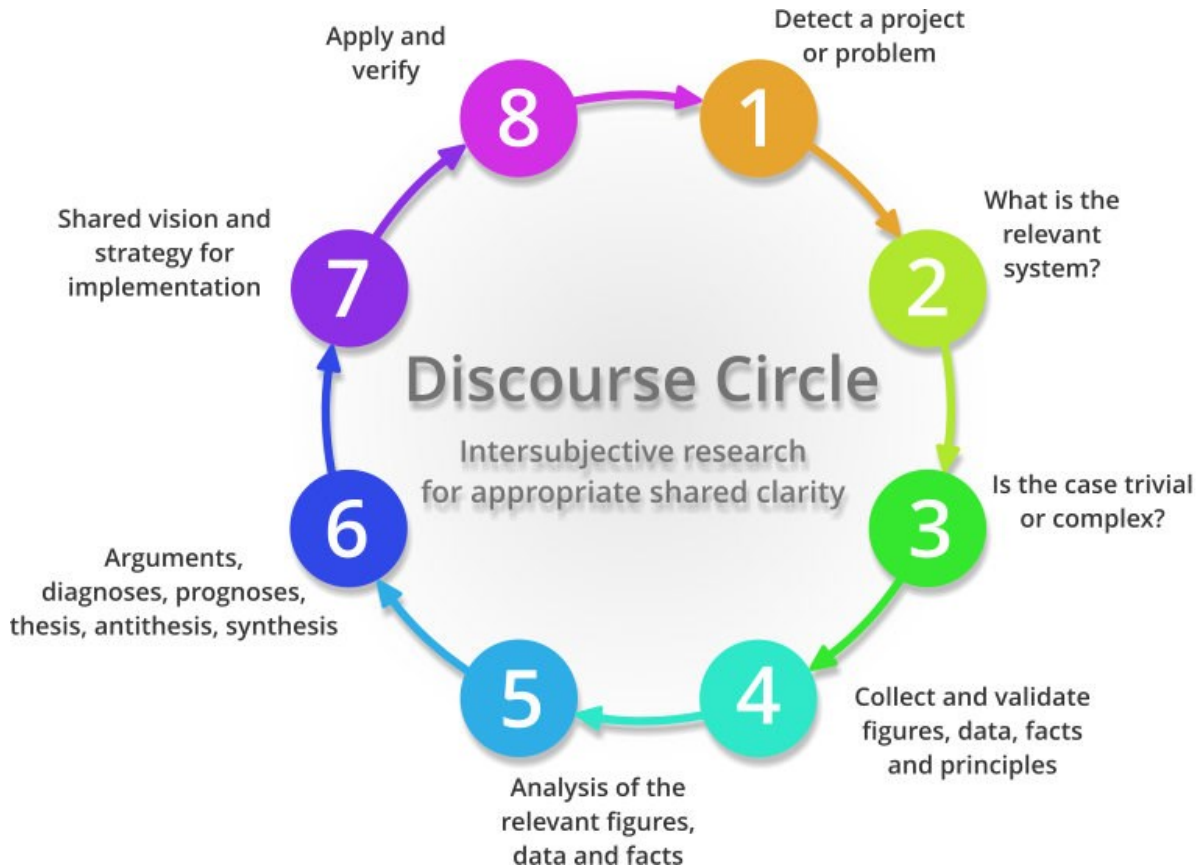 Apply and
verify
8
1
Detect a project
or problem
What is the
relevant
system?
2
Is the case trivial
or complex?
3
Collect and validate
figures, data, facts
and principles
4
Analysis of the
relevant figures,
data and facts
5
Arguments,
diagnoses, prognoses,
thesis, antithesis, synthesis
6
Shared vision and
strategy for
implementation
7
Discourse Circle
Intersubjective research
for appropriate shared clarity